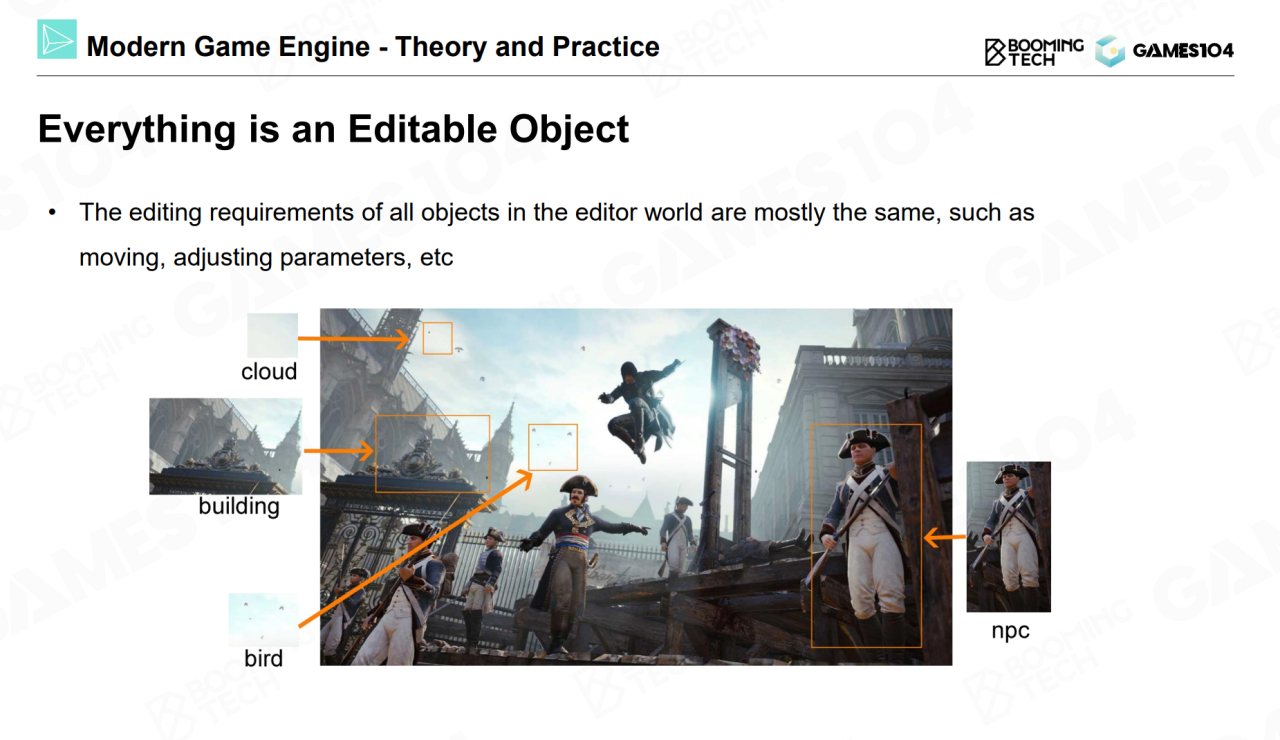 Modern Game Engine - Theory and Practice
BOOMING
TECH
GAMES104
Everything is an Editable Object
• The editing requirements of all objects in the editor world are mostly the same, such as
moving, adjusting parameters, etc
cloud
building
bird
npc